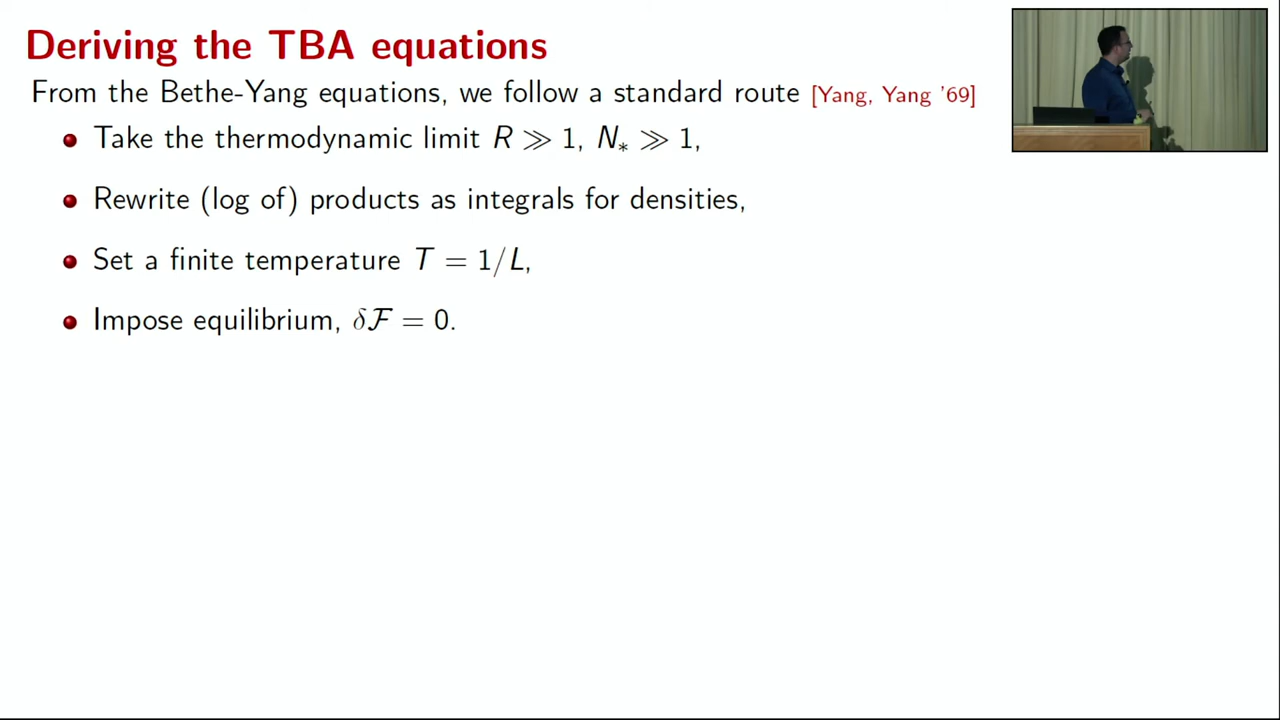 Deriving the TBA equations
From the Bethe-Yang equations, we follow a standard route [Yang, Yang '69]
Take the thermodynamic limit R ≫ 1, N∗ ≫ 1,
Rewrite (log of) products as integrals for densities,
Set a finite temperature T = 1/L,
Impose equilibrium, δℱ = 0.